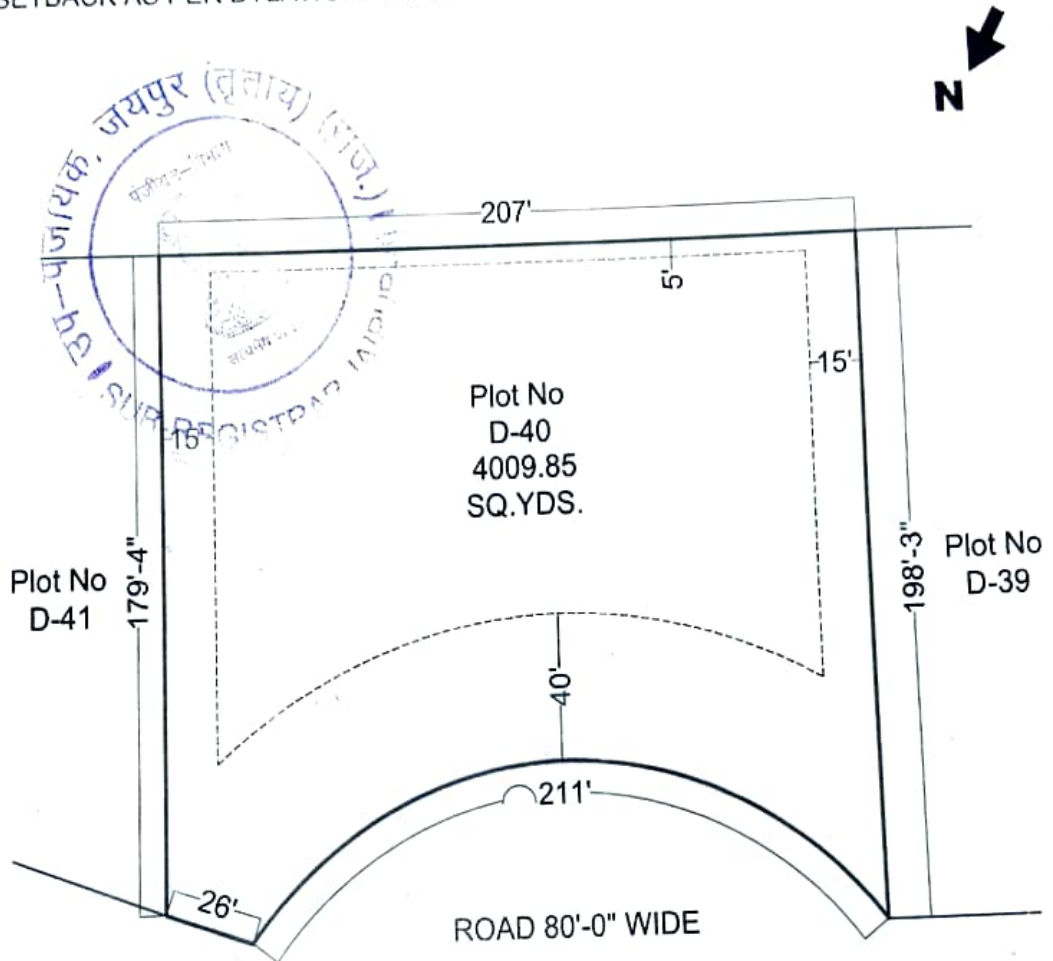 N
उप-पंजीयक, जयपुर (तृतीय) (राज.)
SUB-REGISTRAR
207'
5'
15'
15'
Plot No
D-40
4009.85
SQ.YDS.
Plot No
D-41
179'-4"
198'-3"
Plot No
D-39
40'
211'
26'
ROAD 80'-0" WIDE